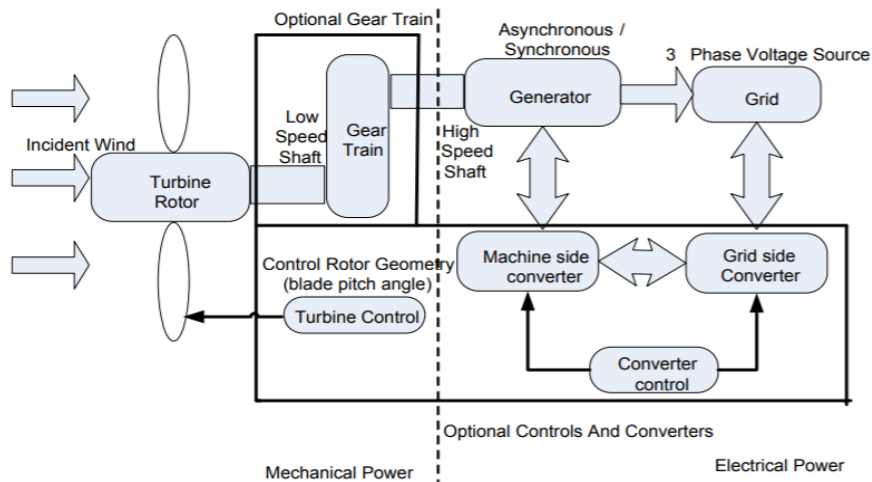 Optional Gear Train
Asynchronous /
Synchronous
3 Phase Voltage Source
Generator
Grid
Incident Wind
Low
Speed
Shaft
Gear
Train
High
Speed
Shaft
Turbine
Rotor
Control Rotor Geometry
(blade pitch angle)
Turbine Control
Machine side
converter
Grid side
Converter
Converter
control
Optional Controls And Converters
Mechanical Power
Electrical Power